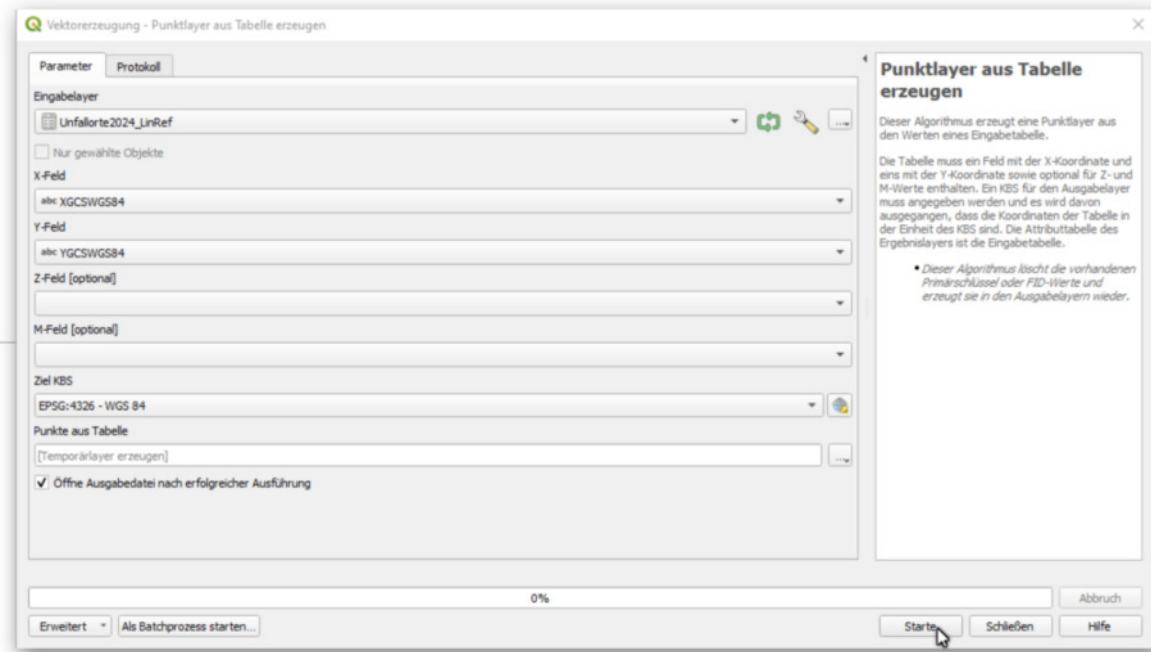 Vektorerzeugung - Punktlayer aus Tabelle erzeugen
Parameter
Protokoll
Eingabelayer
Unfallorte2024_LinRef
Nur gewählte Objekte
X-Feld
abc XGCSWGS84
Y-Feld
abc YGCSWGS84
Z-Feld [optional]
M-Feld [optional]
Ziel KBS
EPSG:4326 - WGS 84
Punkte aus Tabelle
[Temporärlayer erzeugen]
Öffne Ausgabedatei nach erfolgreicher Ausführung
Punktlayer aus Tabelle
erzeugen
Dieser Algorithmus erzeugt eine Punktlayer aus
den Werten eines Eingabetabelle.
Die Tabelle muss ein Feld mit der X-Koordinate und
eins mit der Y-Koordinate sowie optional für Z- und
M-Werte enthalten. Ein KBS für den Ausgabelayer
muss angegeben werden und es wird davon
ausgegangen, dass die Koordinaten der Tabelle in
der Einheit des KBS sind. Die Attributtabelle des
Ergebnislayers ist die Eingabetabelle.
• Dieser Algorithmus löscht die vorhandenen
Primärschlüssel oder FID-Werte und
erzeugt sie in den Ausgabelayern wieder.
0%
Abbruch
Erweitert
Als Batchprozess starten...
Starte
Schließen
Hilfe